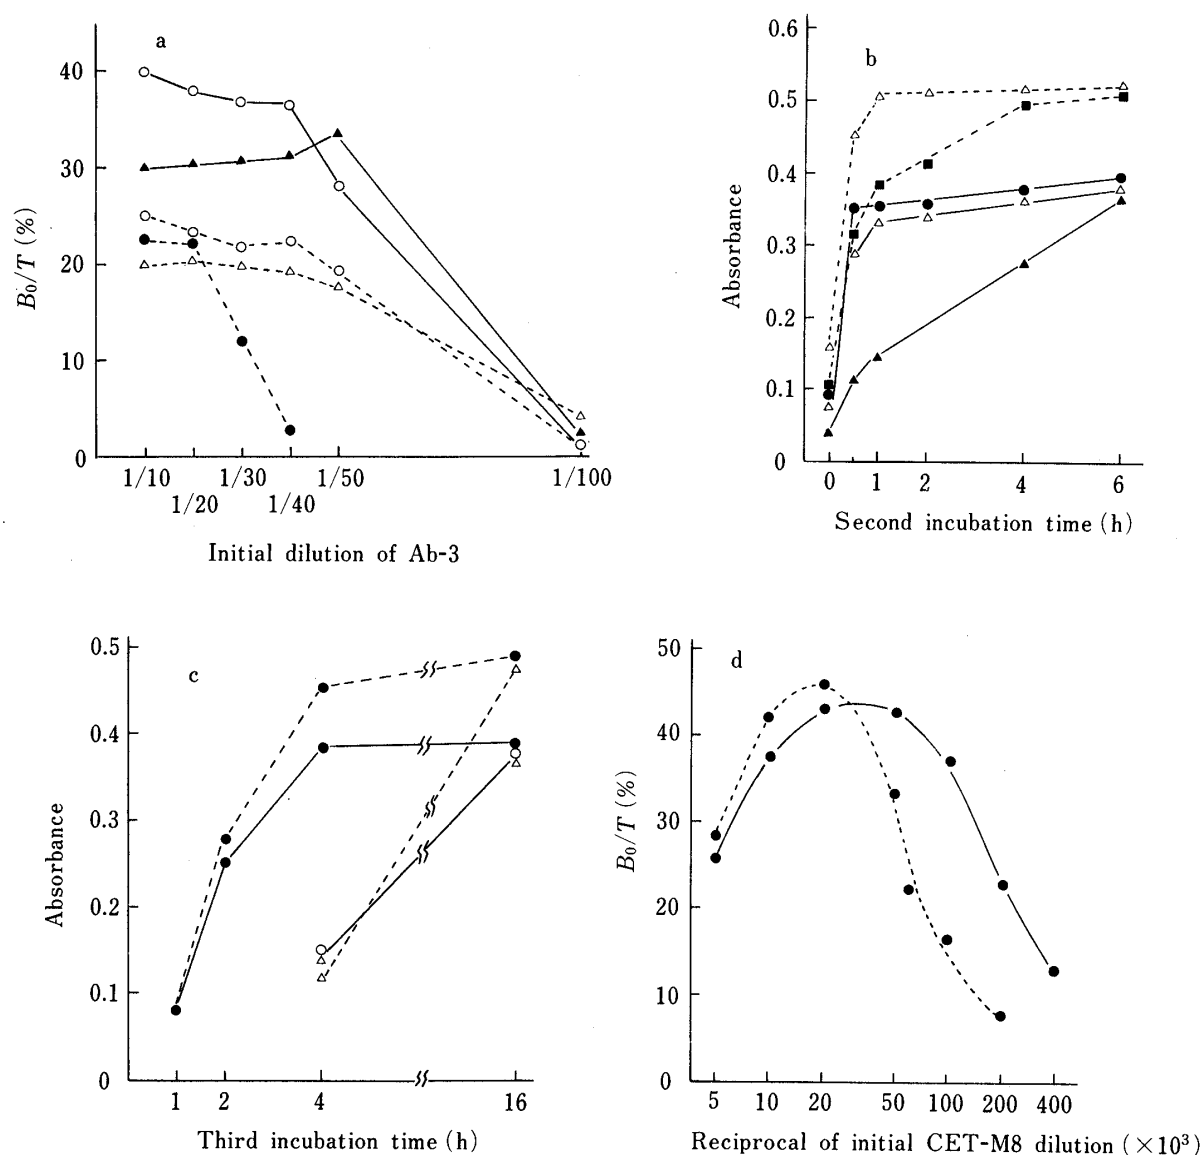 a
40
30
20
10
0
B₀/T (%)
1/10 1/30 1/50 1/100
1/20 1/40
Initial dilution of Ab-3
b
0.6
0.5
0.4
0.3
0.2
0.1
0
Absorbance
0 1 2 4 6
Second incubation time (h)
c
0.5
0.4
0.3
0.2
0.1
0
Absorbance
1 2 4 16
Third incubation time (h)
d
50
40
30
20
10
0
B₀/T (%)
5 10 20 50 100 200 400
Reciprocal of initial CET-M8 dilution (×10³)